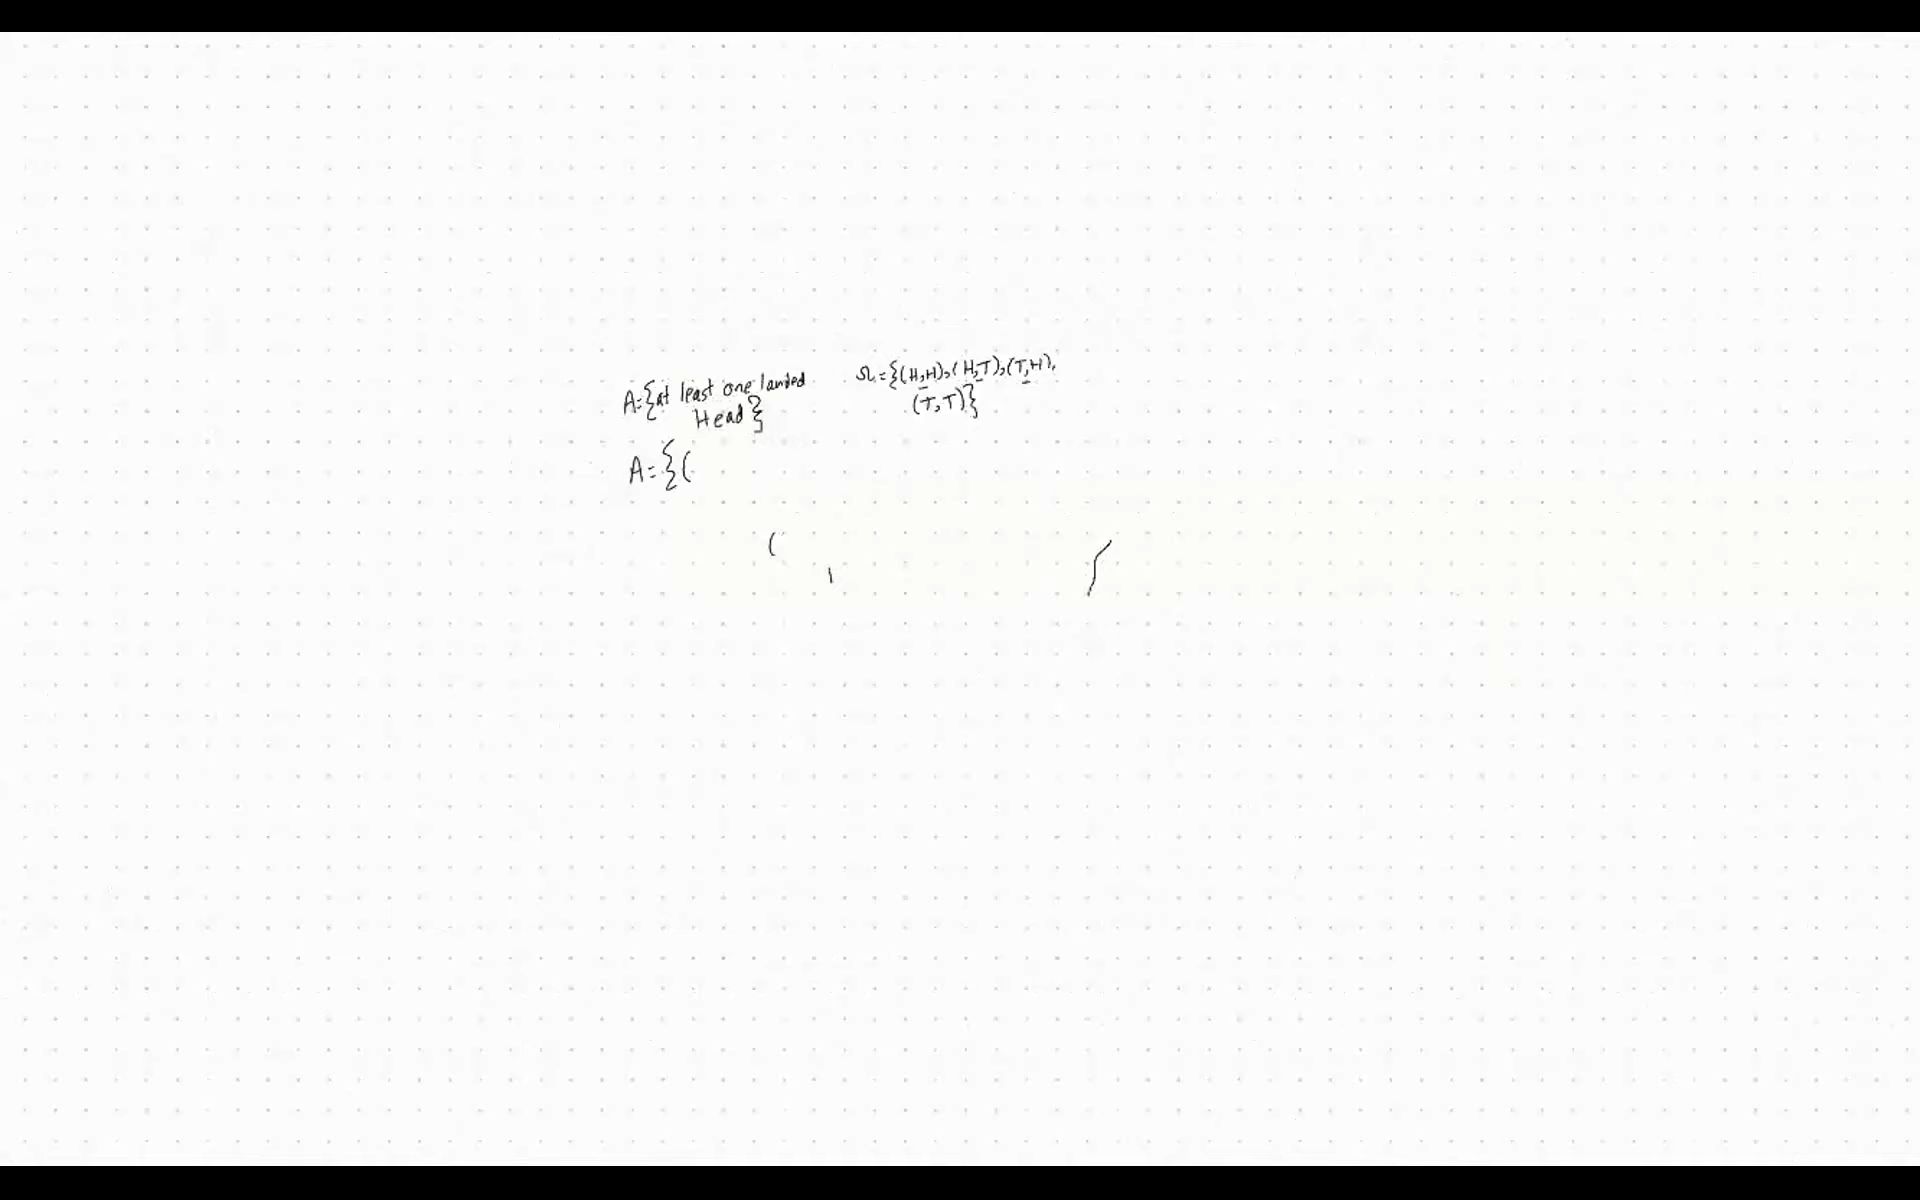 A={at least one landed
Head}
Ω={(H,H),(H,T),(T,H),
(T,T)}
A={(
(